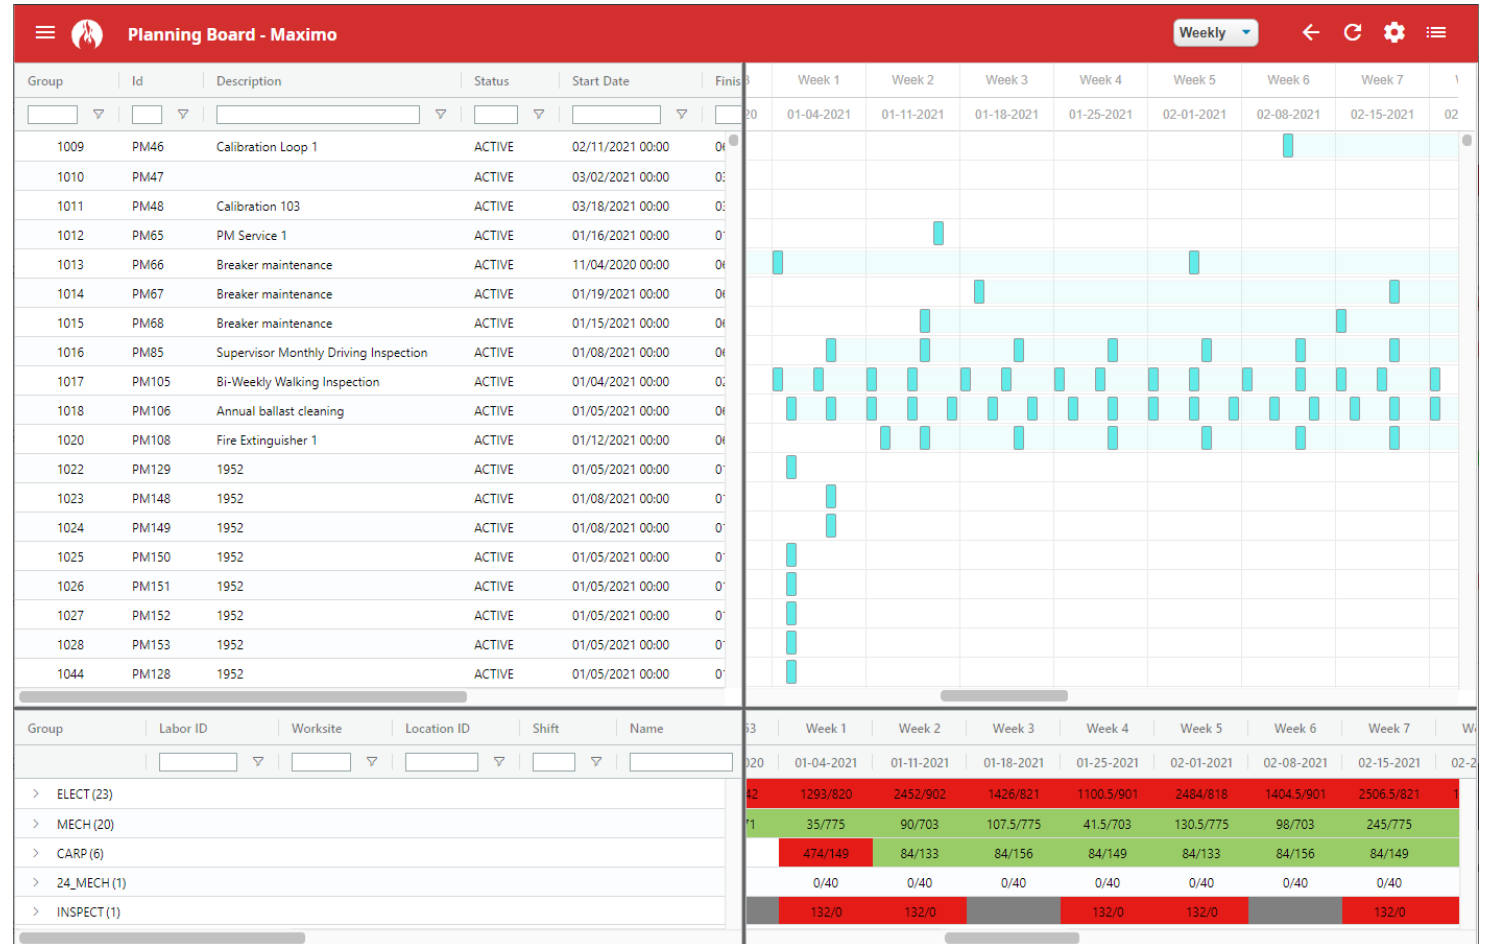 Planning Board - Maximo Weekly
Group Id Description Status Start Date Finis Week 1 Week 2 Week 3 Week 4 Week 5 Week 6 Week 7
20 01-04-2021 01-11-2021 01-18-2021 01-25-2021 02-01-2021 02-08-2021 02-15-2021 02
1009 PM46 Calibration Loop 1 ACTIVE 02/11/2021 00:00
1010 PM47 ACTIVE 03/02/2021 00:00
1011 PM48 Calibration 103 ACTIVE 03/18/2021 00:00
1012 PM65 PM Service 1 ACTIVE 01/16/2021 00:00
1013 PM66 Breaker maintenance ACTIVE 11/04/2020 00:00
1014 PM67 Breaker maintenance ACTIVE 01/19/2021 00:00
1015 PM68 Breaker maintenance ACTIVE 01/15/2021 00:00
1016 PM85 Supervisor Monthly Driving Inspection ACTIVE 01/08/2021 00:00
1017 PM105 Bi-Weekly Walking Inspection ACTIVE 01/04/2021 00:00
1018 PM106 Annual ballast cleaning ACTIVE 01/05/2021 00:00
1020 PM108 Fire Extinguisher 1 ACTIVE 01/12/2021 00:00
1022 PM129 1952 ACTIVE 01/05/2021 00:00
1023 PM148 1952 ACTIVE 01/08/2021 00:00
1024 PM149 1952 ACTIVE 01/08/2021 00:00
1025 PM150 1952 ACTIVE 01/05/2021 00:00
1026 PM151 1952 ACTIVE 01/05/2021 00:00
1027 PM152 1952 ACTIVE 01/05/2021 00:00
1028 PM153 1952 ACTIVE 01/05/2021 00:00
1044 PM128 1952 ACTIVE 01/05/2021 00:00
Group Labor ID Worksite Location ID Shift Name 53 Week 1 Week 2 Week 3 Week 4 Week 5 Week 6 Week 7
020 01-04-2021 01-11-2021 01-18-2021 01-25-2021 02-01-2021 02-08-2021 02-15-2021 02-2
ELECT (23) 42 1293/820 2452/902 1426/821 1100.5/901 2484/818 1404.5/901 2506.5/821 1
MECH (20) 35/775 90/703 107.5/775 41.5/703 130.5/775 98/703 245/775
CARP (6) 474/149 84/133 84/156 84/149 84/133 84/156 84/149
24_MECH (1) 0/40 0/40 0/40 0/40 0/40 0/40 0/40
INSPECT (1) 132/0 132/0 132/0 132/0 132/0